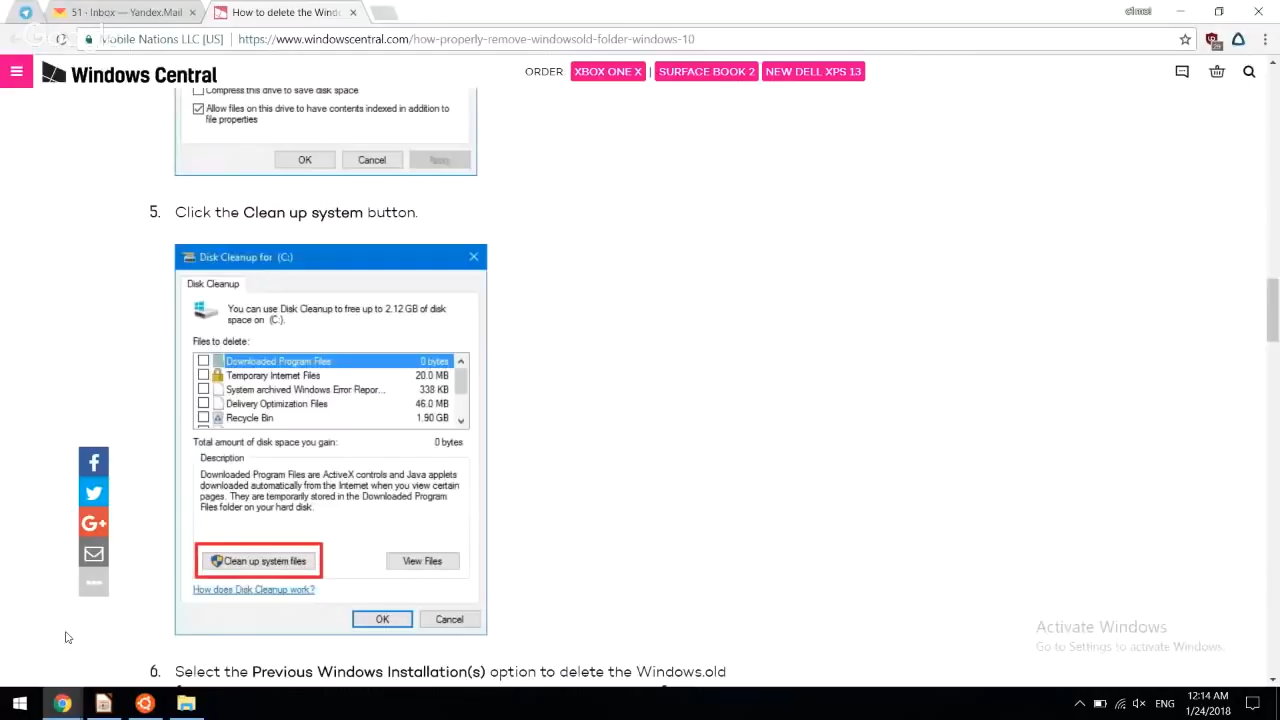 51 · Inbox — Yandex.Mail
How to delete the Wind
Mobile Nations LLC [US]
https://www.windowscentral.com/how-properly-remove-windowsold-folder-windows-10
Windows Central
ORDER
XBOX ONE X | SURFACE BOOK 2
NEW DELL XPS 13
Compress this drive to save disk space
Allow files on this drive to have contents indexed in addition to
file properties
OK
Cancel
Apply
5. Click the Clean up system button.
Disk Cleanup for (C:)
Disk Cleanup
You can use Disk Cleanup to free up to 2.12 GB of disk
space on (C:).
Files to delete:
Downloaded Program Files 0 bytes
Temporary Internet Files 20.0 MB
System archived Windows Error Repor... 338 KB
Delivery Optimization Files 46.0 MB
Recycle Bin 1.90 GB
Total amount of disk space you gain: 0 bytes
Description
Downloaded Program Files are ActiveX controls and Java applets
downloaded automatically from the Internet when you view certain
pages. They are temporarily stored in the Downloaded Program
Files folder on your hard disk.
Clean up system files
View Files
How does Disk Cleanup work?
OK
Cancel
Activate Windows
Go to Settings to activate Windows.
6. Select the Previous Windows Installation(s) option to delete the Windows.old
ENG
12:14 AM
1/24/2018